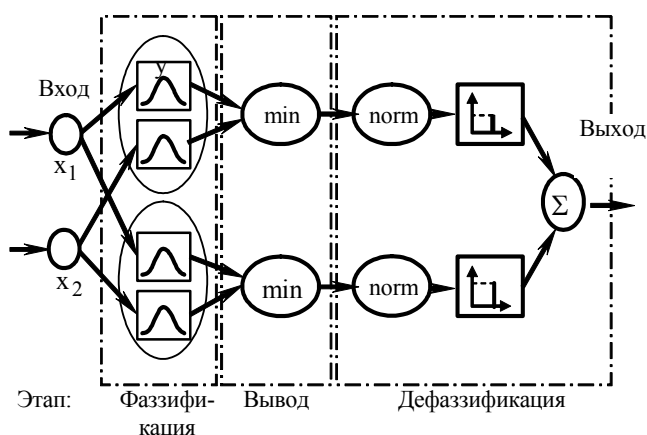 y
Вход
min
norm
Выход
x1
Σ
x2
min
norm
Этап:
Фаззифи-
кация
Вывод
Дефаззификация